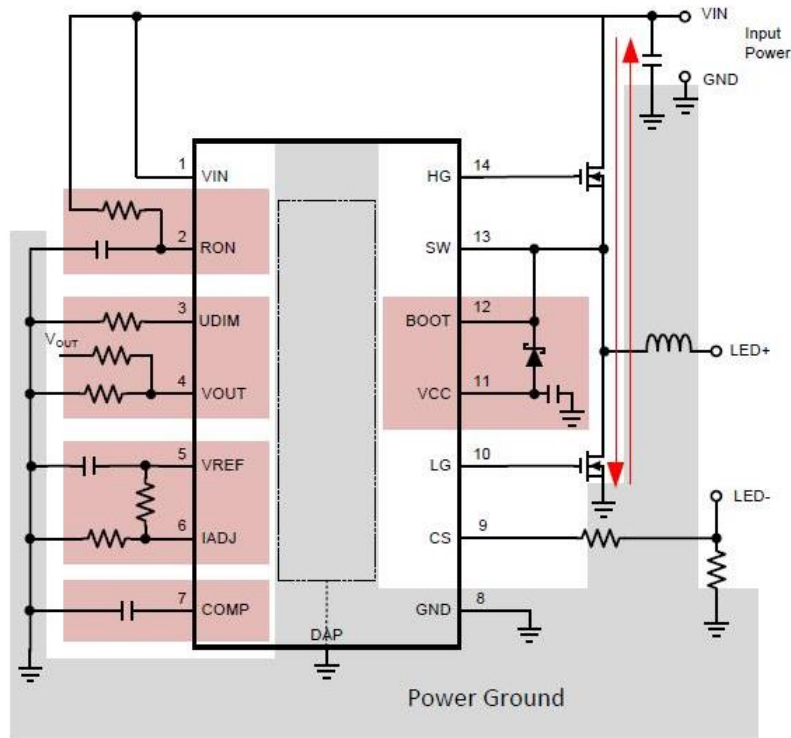 VIN
Input
Power
GND
1
VIN
HG
14
2
RON
SW
13
3
UDIM
BOOT
12
VOUT
4
VOUT
VCC
11
LED+
5
VREF
LG
10
LED-
6
IADJ
CS
9
7
COMP
GND
8
DAP
Power Ground